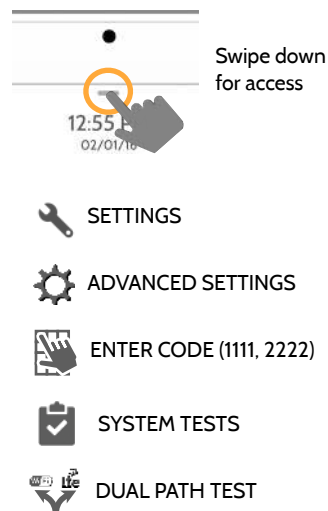 Swipe down
for access
12:55
02/01/16
SETTINGS
ADVANCED SETTINGS
ENTER CODE (1111, 2222)
SYSTEM TESTS
Lte
DUAL PATH TEST